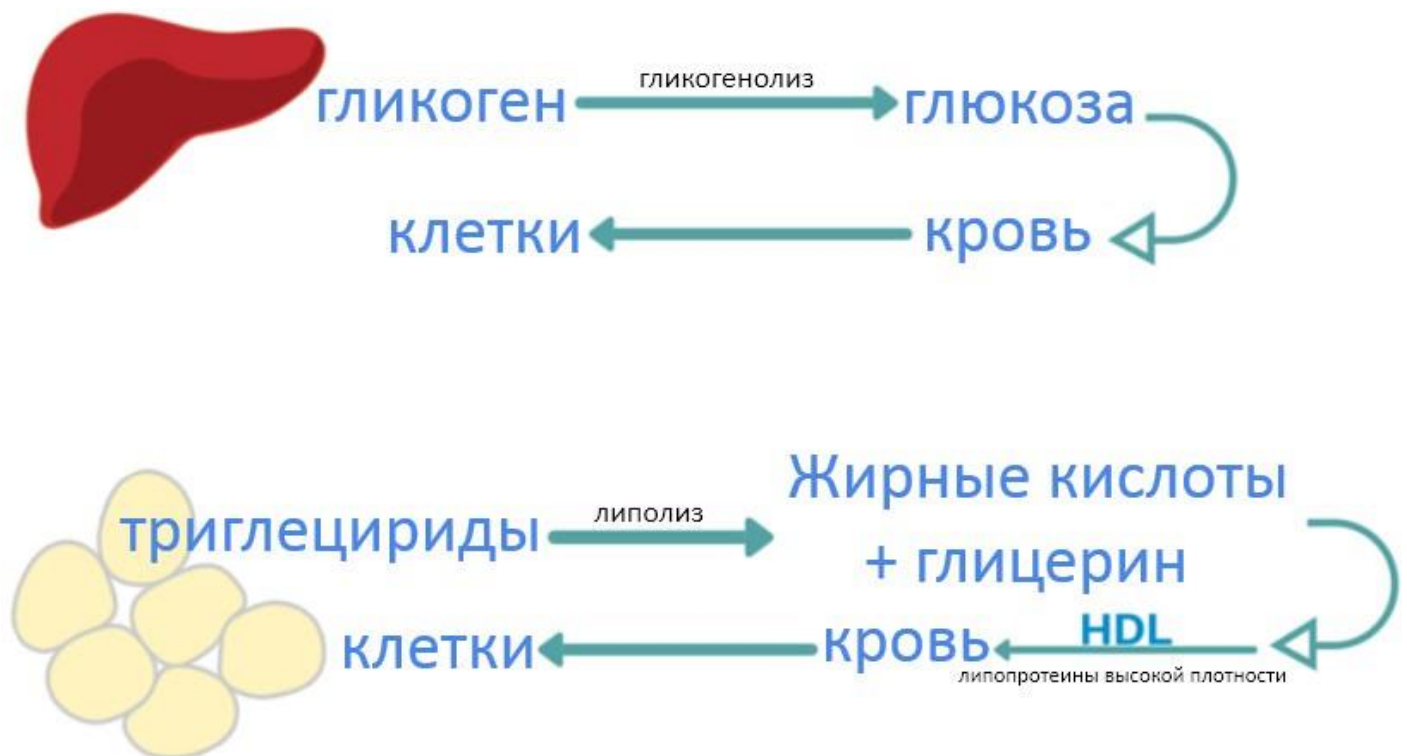 гликоген гликогенолиз глюкоза
клетки кровь
Жирные кислоты
триглецириды липолиз
+ глицерин
клетки кровь HDL
липопротеины высокой плотности